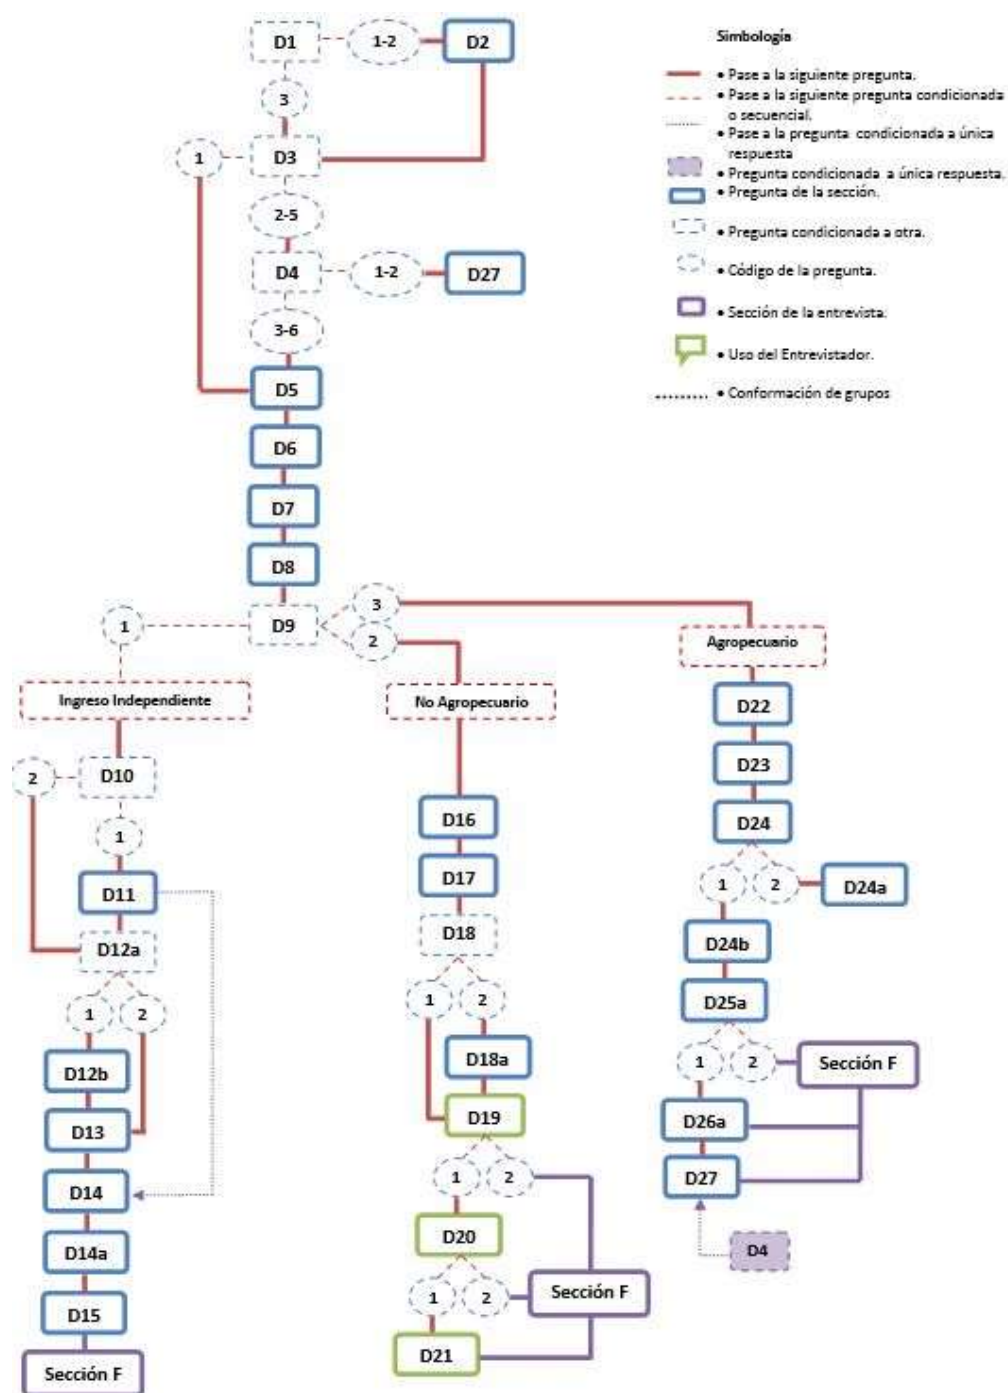 D1
1-2
D2
3
1
D3
2-5
D4
1-2
D27
3-6
D5
D6
D7
D8
D9
1
3
2
Simbología
• Pase a la siguiente pregunta.
• Pase a la siguiente pregunta condicionada
o secuencial.
• Pase a la pregunta condicionada a única
respuesta
• Pregunta condicionada a única respuesta.
• Pregunta de la sección.
• Pregunta condicionada a otra.
• Código de la pregunta.
• Sección de la entrevista.
• Uso del Entrevistador.
• Conformación de grupos
Ingreso Independiente
2
D10
1
D11
D12a
1
2
D12b
D13
D14
D14a
D15
Sección F
No Agropecuario
D16
D17
D18
1
2
D18a
D19
1
2
D20
1
2
Sección F
D21
Agropecuario
D22
D23
D24
1
2
D24a
D24b
D25a
1
2
Sección F
D26a
D27
D4